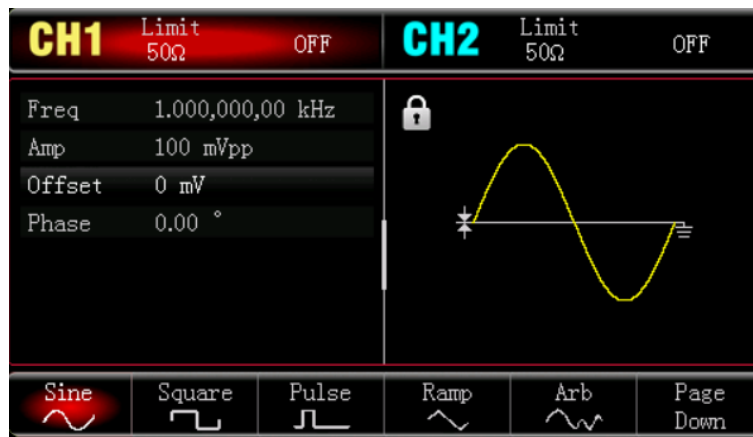 CH1 Limit 50Ω OFF
CH2 Limit 50Ω OFF
Freq 1.000,000,00 kHz
Amp 100 mVpp
Offset 0 mV
Phase 0.00 °
Sine
Square
Pulse
Ramp
Arb
Page Down